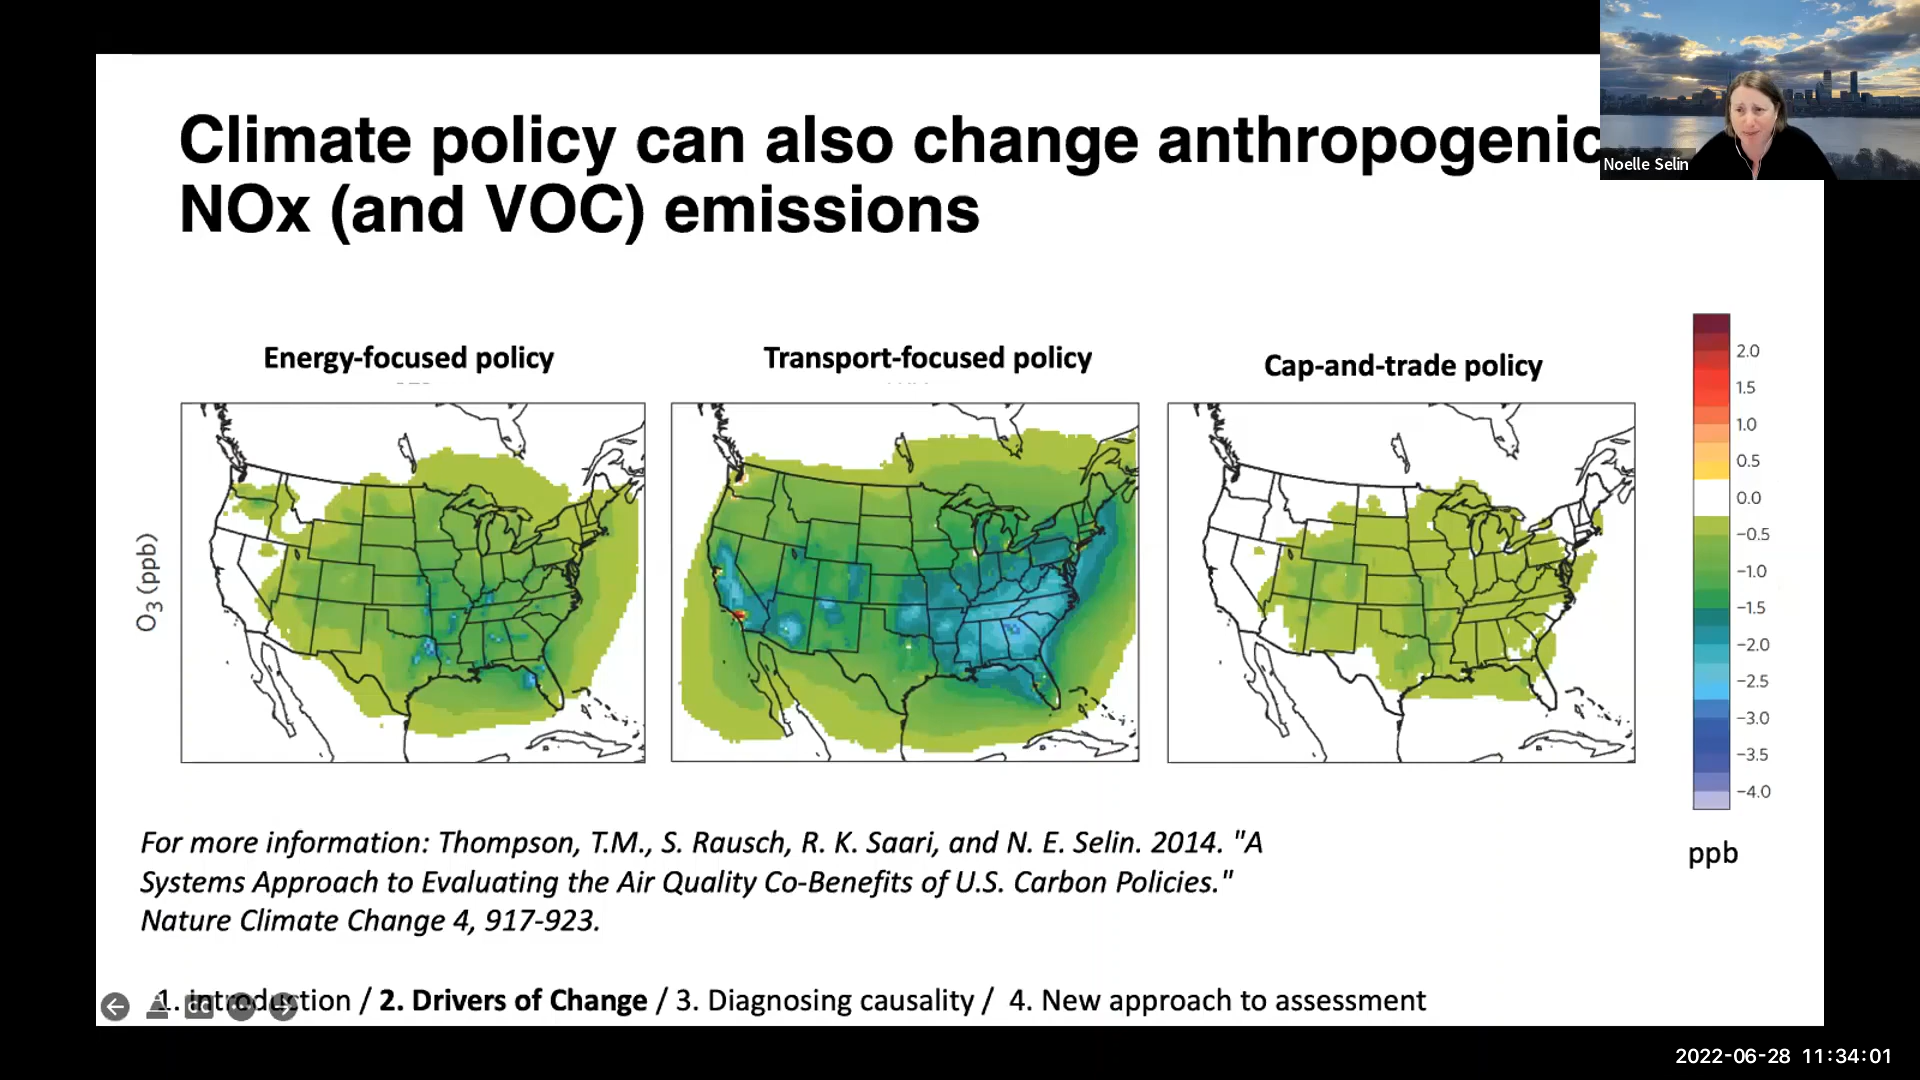 Climate policy can also change anthropogenic
NOx (and VOC) emissions
Noelle Selin
Energy-focused policy
Transport-focused policy
Cap-and-trade policy
O3 (ppb)
2.0
1.5
1.0
0.5
0.0
−0.5
−1.0
−1.5
−2.0
−2.5
−3.0
−3.5
−4.0
ppb
For more information: Thompson, T.M., S. Rausch, R. K. Saari, and N. E. Selin. 2014. "A
Systems Approach to Evaluating the Air Quality Co-Benefits of U.S. Carbon Policies."
Nature Climate Change 4, 917-923.
1. introduction / 2. Drivers of Change / 3. Diagnosing causality / 4. New approach to assessment
CC
2022-06-28 11:34:01